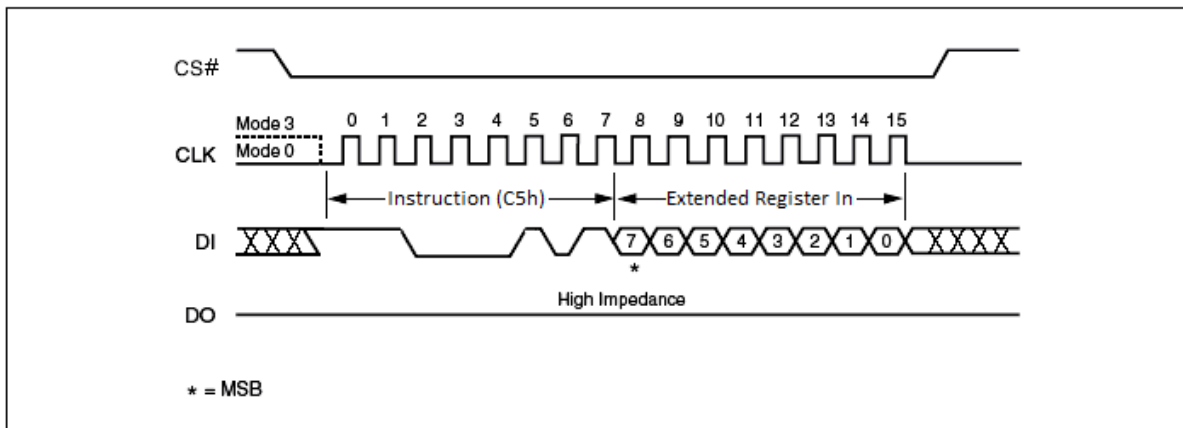 CS#
Mode 3
0 1 2 3 4 5 6 7 8 9 10 11 12 13 14 15
Mode 0
CLK
Instruction (C5h)
Extended Register In
DI
7 6 5 4 3 2 1 0
*
High Impedance
DO
* = MSB